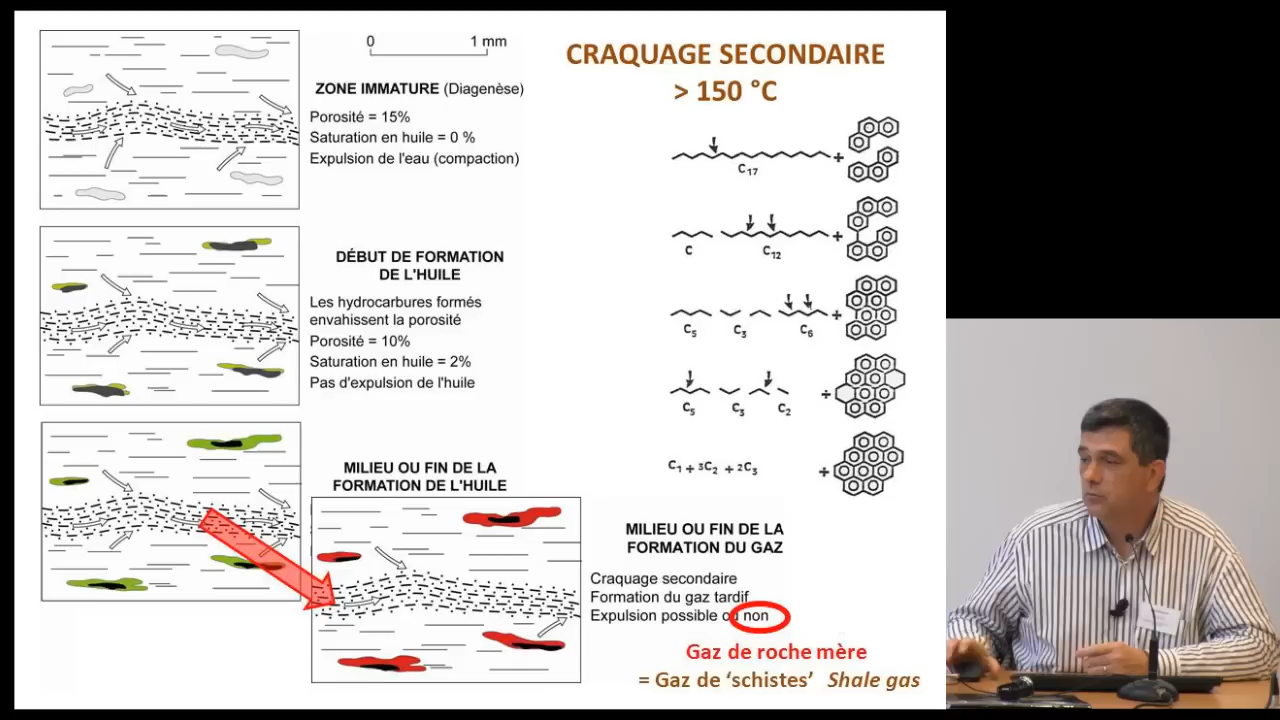 0 1 mm
ZONE IMMATURE (Diagenèse)
Porosité = 15%
Saturation en huile = 0 %
Expulsion de l'eau (compaction)
DÉBUT DE FORMATION
DE L'HUILE
Les hydrocarbures formés
envahissent la porosité
Porosité = 10%
Saturation en huile = 2%
Pas d'expulsion de l'huile
MILIEU OU FIN DE LA
FORMATION DE L'HUILE
CRAQUAGE SECONDAIRE
> 150 °C
+
C17
+
C C12
+
C5 C3 C6
÷
C5 C3 C2
C1 + 3C2 + 2C3 +
MILIEU OU FIN DE LA
FORMATION DU GAZ
Craquage secondaire
Formation du gaz tardif
Expulsion possible ou non
Gaz de roche mère
= Gaz de ‘schistes’ Shale gas